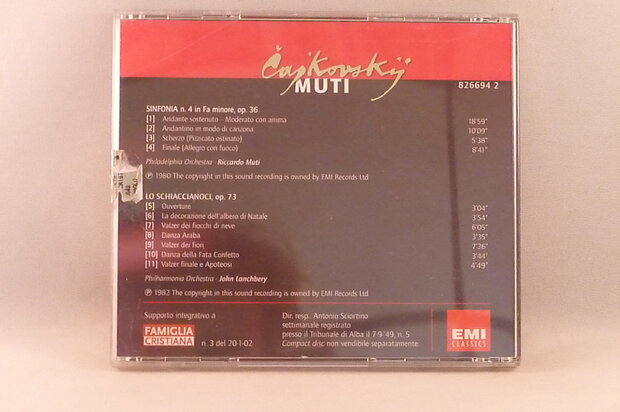 Čajkovskij
MUTI
826694 2
SINFONIA n. 4 in Fa minore, op. 36
[1] Andante sostenuto - Moderato con anima 18'59"
[2] Andantino in modo di canzona 10'09"
[3] Scherzo (Pizzicato ostinato) 5'38"
[4] Finale (Allegro con fuoco) 8'41"
Philadelphia Orchestra - Riccardo Muti
℗ 1980 The copyright in this sound recording is owned by EMI Records Ltd
LO SCHIACCIANOCI, op. 73
[5] Ouverture 3'04"
[6] La decorazione dell'albero di Natale 3'54"
[7] Valzer dei fiocchi di neve 6'05"
[8] Danza Araba 3'35"
[9] Valzer dei fiori 7'26"
[10] Danza della Fata Confetto 3'44"
[11] Valzer finale e Apoteosi 4'49"
Philharmonia Orchestra - John Lanchbery
℗ 1982 The copyright in this sound recording is owned by EMI Records Ltd
Supporto integrativo a
FAMIGLIA
CRISTIANA
n. 3 del 20-1-02
Dir. resp. Antonio Sciortino
settimanale registrato
presso il Tribunale di Alba il 7-9-'49, n. 5
Compact disc non vendibile separatamente
EMI
CLASSICS